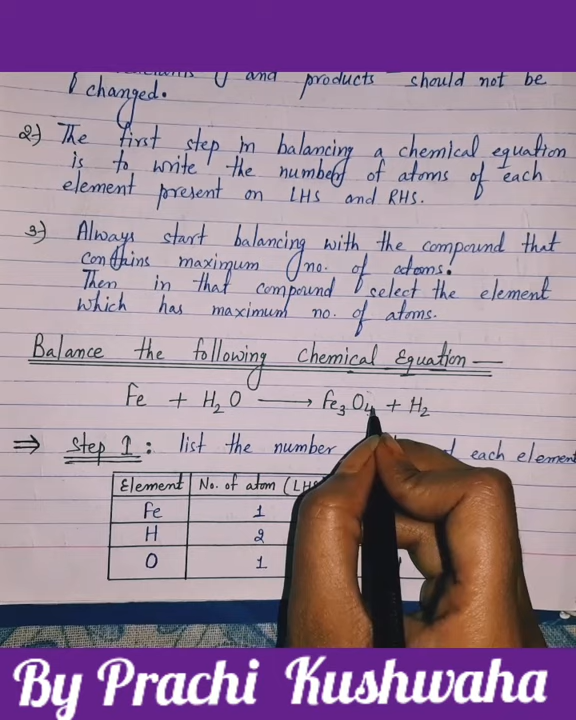 and products should not be
changed.
2) The first step in balancing a chemical equation
is to write the number of atoms of each
element present on LHS and RHS.
3) Always start balancing with the compound that
contains maximum no. of atoms.
Then in that compound select the element
which has maximum no. of atoms.
Balance the following chemical Equation—
Fe + H₂O ⟶ Fe₃O₄ + H₂
⇒ Step 1: list the number each element
Element No. of atom (LHS
Fe 1
H 2
O 1
By Prachi Kushwaha